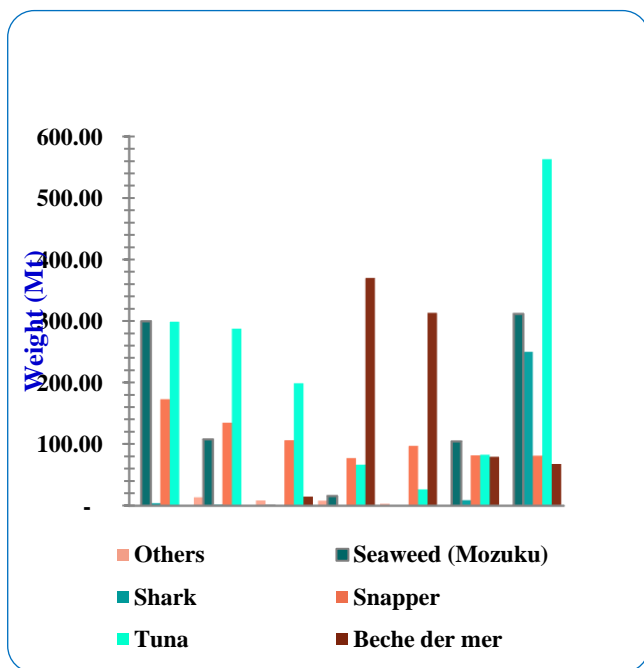 600.00
500.00
400.00
300.00
200.00
100.00
-
Weight (Mt)
Others
Seaweed (Mozuku)
Shark
Snapper
Tuna
Beche der mer